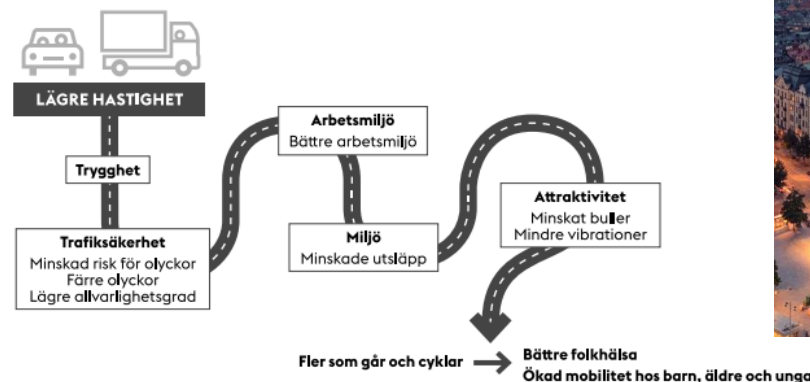 LÄGRE HASTIGHET
Trygghet
Trafiksäkerhet
Minskad risk för olyckor
Färre olyckor
Lägre allvarlighetsgrad
Arbetsmiljö
Bättre arbetsmiljö
Miljö
Minskade utsläpp
Attraktivitet
Minskat buller
Mindre vibrationer
Fler som går och cyklar
Bättre folkhälsa
Ökad mobilitet hos barn, äldre och